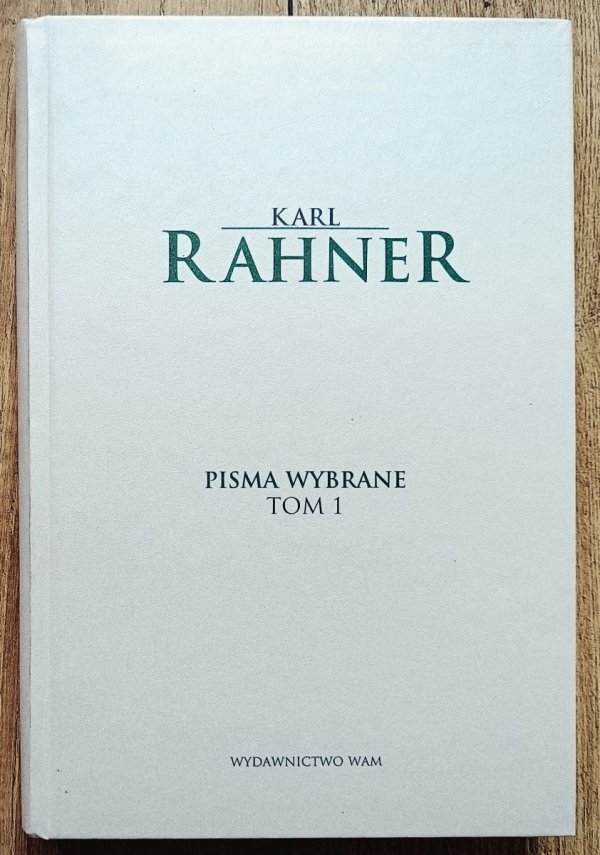 KARL
RAHNER
PISMA WYBRANE
TOM 1
WYDAWNICTWO WAM